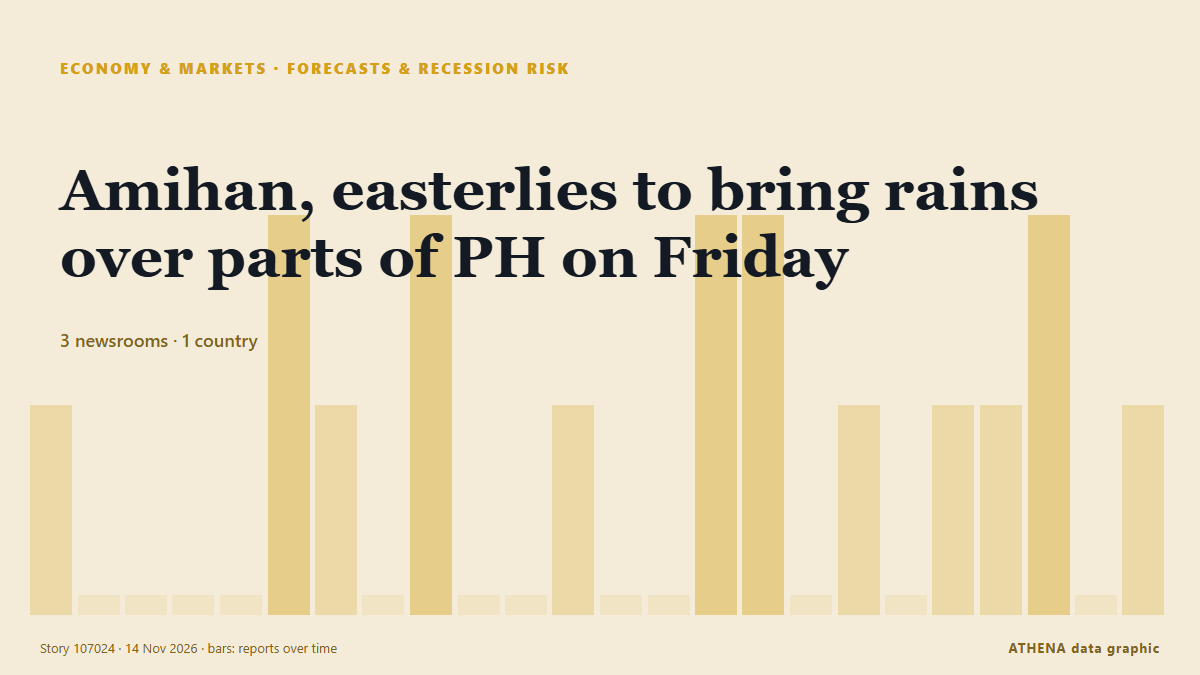 ECONOMY & MARKETS · FORECASTS & RECESSION RISK
Amihan, easterlies to bring rains
over parts of PH on Friday
3 newsrooms · 1 country
Story 107024 · 14 Nov 2026 · bars: reports over time
ATHENA data graphic